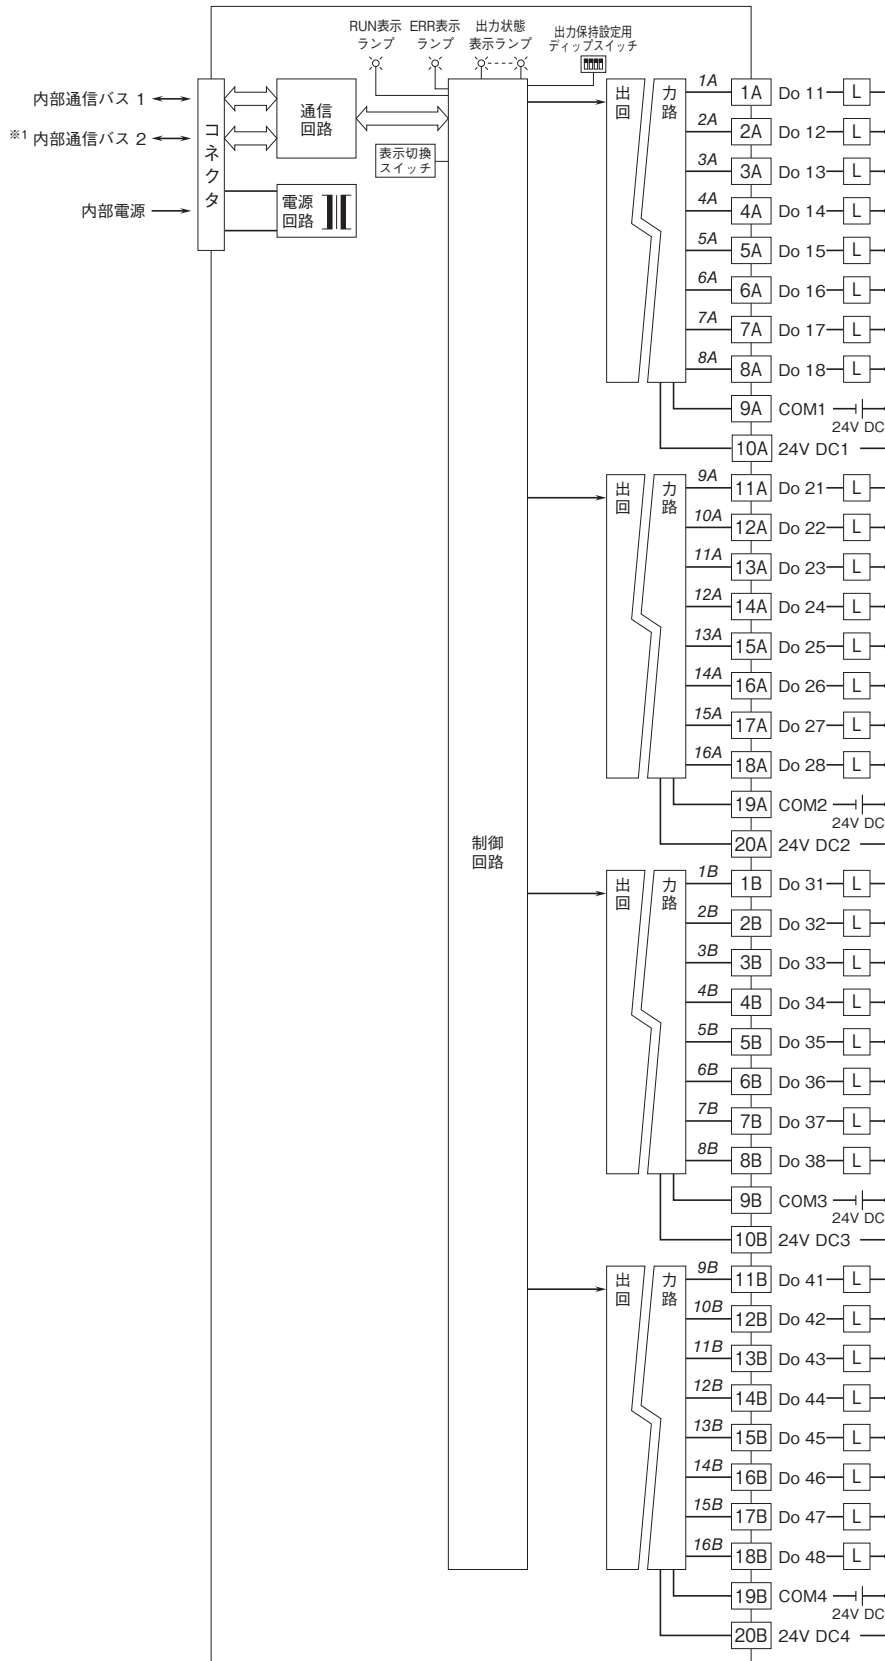 RUN表示
ランプ
ERR表示
ランプ
出力状態
表示ランプ
出力保持設定用
ディップスイッチ
内部通信バス 1
※1 内部通信バス 2
内部電源
コネクタ
通信
回路
電源
回路
表示切換
スイッチ
制御
回路
出力
回路
1A 1A Do 11 L
2A 2A Do 12 L
3A 3A Do 13 L
4A 4A Do 14 L
5A 5A Do 15 L
6A 6A Do 16 L
7A 7A Do 17 L
8A 8A Do 18 L
9A COM1
24V DC
10A 24V DC1
出力
回路
9A 11A Do 21 L
10A 12A Do 22 L
11A 13A Do 23 L
12A 14A Do 24 L
13A 15A Do 25 L
14A 16A Do 26 L
15A 17A Do 27 L
16A 18A Do 28 L
19A COM2
24V DC
20A 24V DC2
出力
回路
1B 1B Do 31 L
2B 2B Do 32 L
3B 3B Do 33 L
4B 4B Do 34 L
5B 5B Do 35 L
6B 6B Do 36 L
7B 7B Do 37 L
8B 8B Do 38 L
9B COM3
24V DC
10B 24V DC3
出力
回路
9B 11B Do 41 L
10B 12B Do 42 L
11B 13B Do 43 L
12B 14B Do 44 L
13B 15B Do 45 L
14B 16B Do 46 L
15B 17B Do 47 L
16B 18B Do 48 L
19B COM4
24V DC
20B 24V DC4